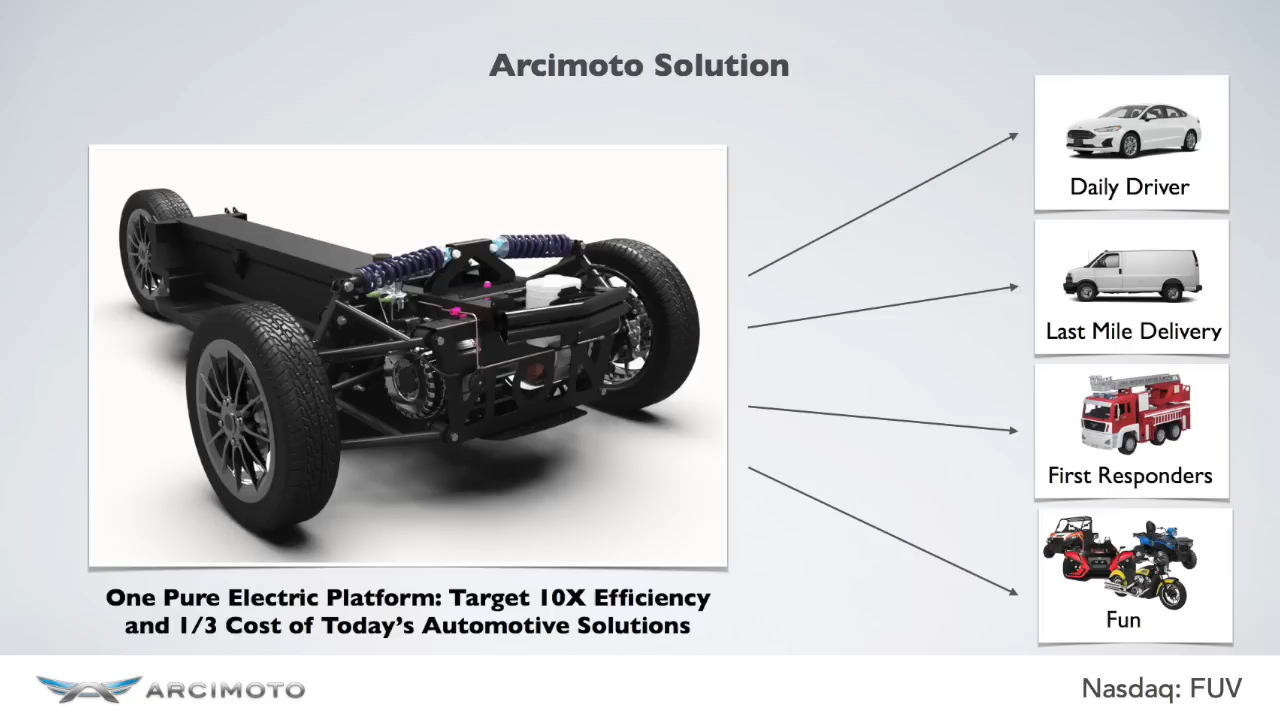 Arcimoto Solution
Daily Driver
Last Mile Delivery
First Responders
Fun
One Pure Electric Platform: Target 10X Efficiency
and 1/3 Cost of Today's Automotive Solutions
ARCIMOTO
Nasdaq: FUV